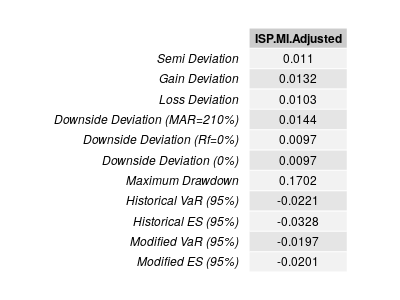 ISP.MI.Adjusted
Semi Deviation 0.011
Gain Deviation 0.0132
Loss Deviation 0.0103
Downside Deviation (MAR=210%) 0.0144
Downside Deviation (Rf=0%) 0.0097
Downside Deviation (0%) 0.0097
Maximum Drawdown 0.1702
Historical VaR (95%) -0.0221
Historical ES (95%) -0.0328
Modified VaR (95%) -0.0197
Modified ES (95%) -0.0201